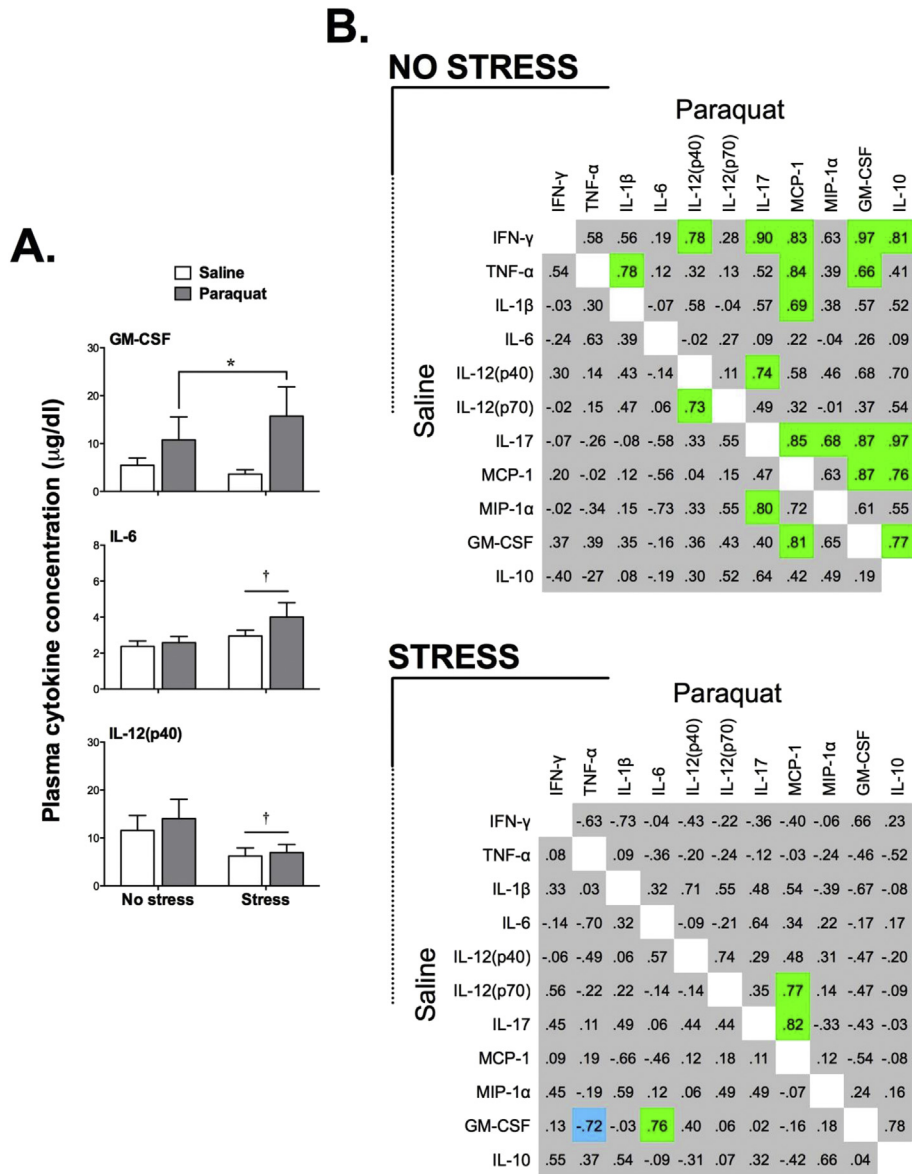 A.
Saline
Paraquat
Plasma cytokine concentration (µg/dl)
GM-CSF
30
20
10
0
*
IL-6
8
6
4
2
0
†
IL-12(p40)
30
20
10
0
†
No stress Stress
B.
NO STRESS
Paraquat
IFN-γ TNF-α IL-1β IL-6 IL-12(p40) IL-12(p70) IL-17 MCP-1 MIP-1α GM-CSF IL-10
Saline
IFN-γ .58 .56 .19 .78 .28 .90 .83 .63 .97 .81
TNF-α .54 .78 .12 .32 .13 .52 .84 .39 .66 .41
IL-1β -.03 .30 -.07 .58 -.04 .57 .69 .38 .57 .52
IL-6 -.24 .63 .39 -.02 .27 .09 .22 -.04 .26 .09
IL-12(p40) .30 .14 .43 -.14 .11 .74 .58 .46 .68 .70
IL-12(p70) -.02 .15 .47 .06 .73 .49 .32 -.01 .37 .54
IL-17 -.07 -.26 -.08 -.58 .33 .55 .85 .68 .87 .97
MCP-1 .20 -.02 .12 -.56 .04 .15 .47 .63 .87 .76
MIP-1α -.02 -.34 .15 -.73 .33 .55 .80 .72 .61 .55
GM-CSF .37 .39 .35 -.16 .36 .43 .40 .81 .65 .77
IL-10 -.40 -27 .08 -.19 .30 .52 .64 .42 .49 .19
STRESS
Paraquat
IFN-γ TNF-α IL-1β IL-6 IL-12(p40) IL-12(p70) IL-17 MCP-1 MIP-1α GM-CSF IL-10
Saline
IFN-γ -.63 -.73 -.04 -.43 -.22 -.36 -.40 -.06 .66 .23
TNF-α .08 .09 -.36 -.20 -.24 -.12 -.03 -.24 -.46 -.52
IL-1β .33 .03 .32 .71 .55 .48 .54 -.39 -.67 -.08
IL-6 -.14 -.70 .32 -.09 -.21 .64 .34 .22 -.17 .17
IL-12(p40) -.06 -.49 .06 .57 .74 .29 .48 .31 -.47 -.20
IL-12(p70) .56 -.22 .22 -.14 -.14 .35 .77 .14 -.47 -.09
IL-17 .45 .11 .49 .06 .44 .44 .82 -.33 -.43 -.03
MCP-1 .09 .19 -.66 -.46 .12 .18 .11 .12 -.54 -.08
MIP-1α .45 -.19 .59 .12 .06 .49 .49 -.07 .24 .16
GM-CSF .13 -.72 -.03 .76 .40 .06 .02 -.16 .18 .78
IL-10 .55 .37 .54 -.09 -.31 .07 .32 -.42 .66 .04